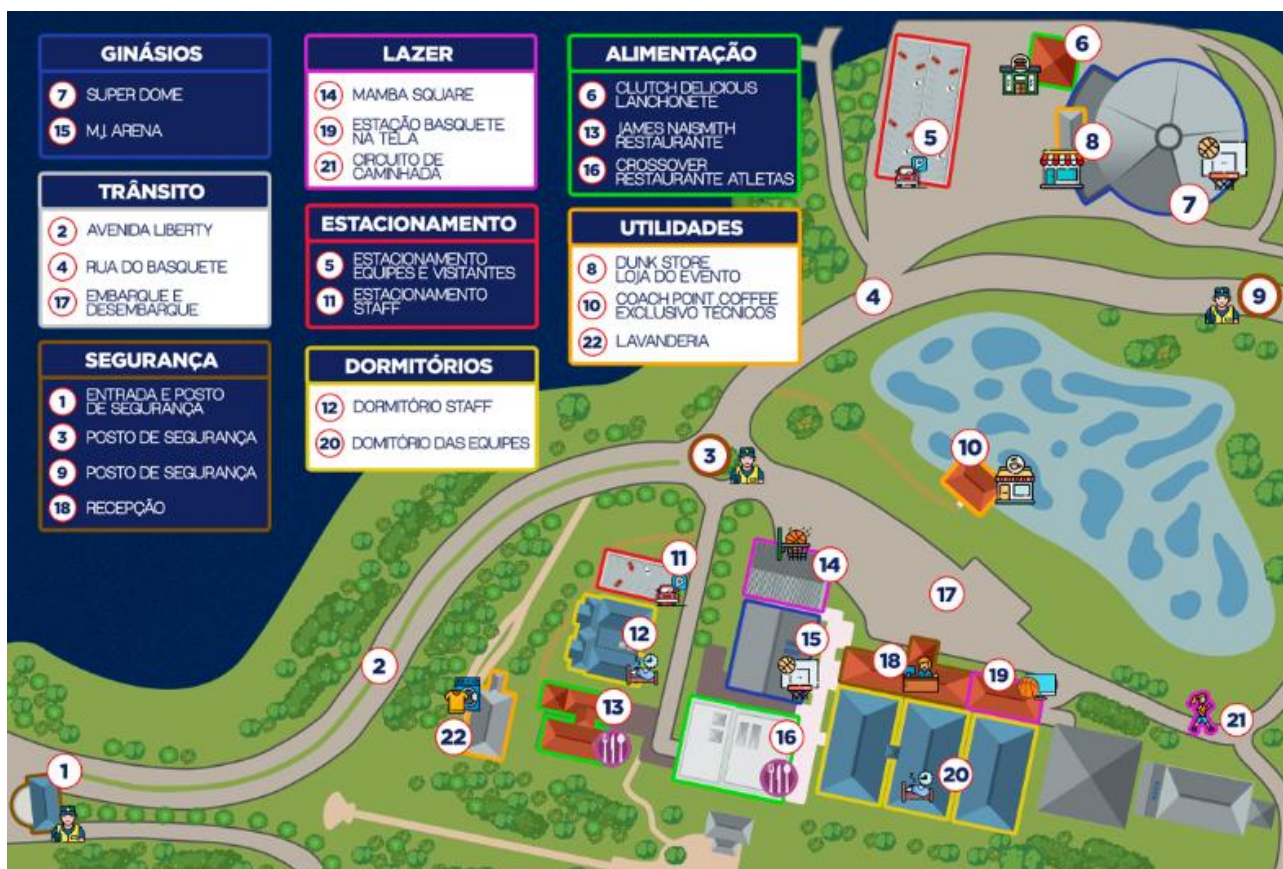 GINÁSIOS
7 SUPER DOME
15 M.J. ARENA
TRÂNSITO
2 AVENIDA LIBERTY
4 RUA DO BASQUETE
17 EMBARQUE E
DESEMBARQUE
SEGURANÇA
1 ENTRADA E POSTO
DE SEGURANÇA
3 POSTO DE SEGURANÇA
9 POSTO DE SEGURANÇA
18 RECEPÇÃO
LAZER
14 MAMBA SQUARE
19 ESTAÇÃO BASQUETE
NA TELA
21 CIRCUITO DE
CAMINHADA
ESTACIONAMENTO
5 ESTACIONAMENTO
EQUIPES E VISITANTES
11 ESTACIONAMENTO
STAFF
DORMITÓRIOS
12 DORMITÓRIO STAFF
20 DOMITÓRIO DAS EQUIPES
ALIMENTAÇÃO
6 CLUTCH DELICIOUS
LANCHONETE
13 JAMES NAISMITH
RESTAURANTE
16 CROSSOVER
RESTAURANTE ATLETAS
UTILIDADES
8 DUNK STORE
LOJA DO EVENTO
10 COACH POINT COFFEE
EXCLUSIVO TÉCNICOS
22 LAVANDERIA
6
5
8
7
4
9
3
10
11
14
17
12
15
2
18
19
13
21
22
16
1
20
P
P